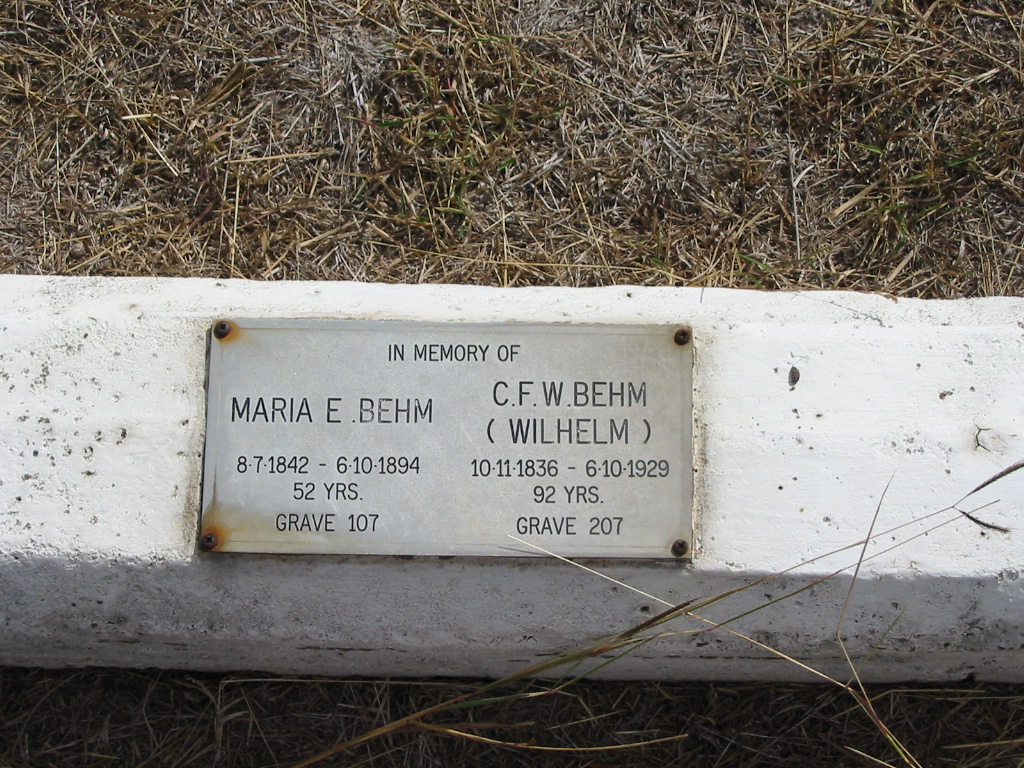 IN MEMORY OF
MARIA E. BEHM
8·7·1842 - 6·10·1894
52 YRS.
GRAVE 107
C.F.W. BEHM
( WILHELM )
10·11·1836 - 6·10·1929
92 YRS.
GRAVE 207